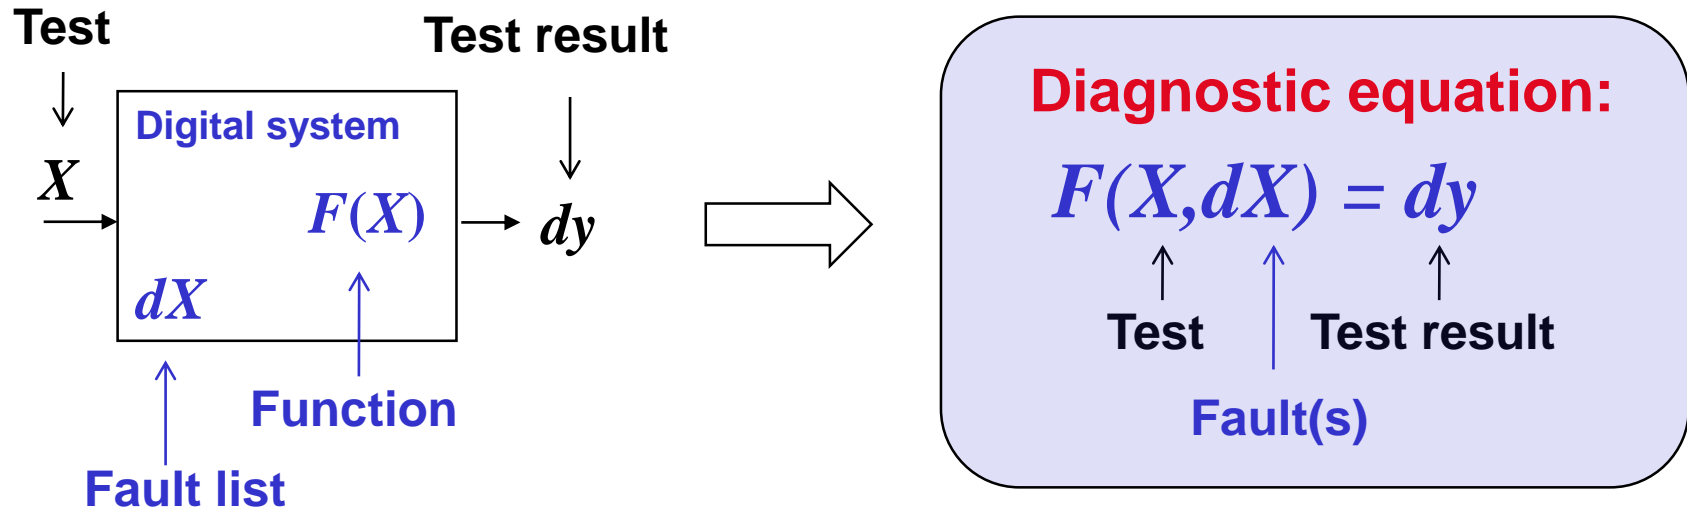 Test
Test result
Digital system
X
F(X)
dy
dX
Function
Fault list
Diagnostic equation:
F(X,dX) = dy
Test
Test result
Fault(s)